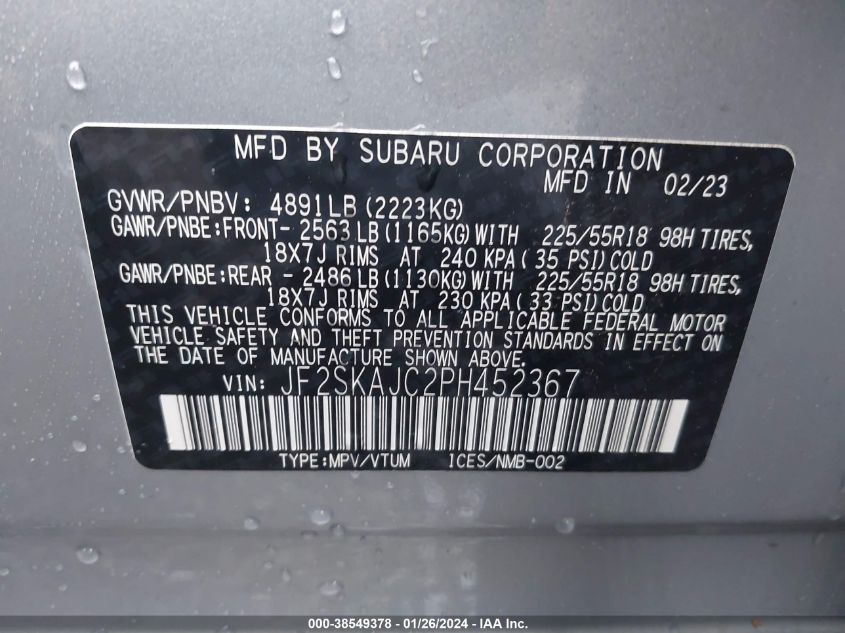 MFD BY SUBARU CORPORATION
MFD IN 02/23
GVWR/PNBV: 4891LB (2223KG)
GAWR/PNBE:FRONT- 2563LB (1165KG) WITH 225/55R18 98H TIRES,
18X7J RIMS AT 240 KPA ( 35 PSI) COLD
GAWR/PNBE:REAR - 2486LB (1130KG) WITH 225/55R18 98H TIRES,
18X7J RIMS AT 230 KPA ( 33 PSI) COLD
THIS VEHICLE CONFORMS TO ALL APPLICABLE FEDERAL MOTOR
VEHICLE SAFETY AND THEFT PREVENTION STANDARDS IN EFFECT ON
THE DATE OF MANUFACTURE SHOWN ABOVE.
VIN: JF2SKAJC2PH452367
TYPE:MPV/VTUM ICES/NMB-002
000-38549378 - 01/26/2024 - IAA Inc.